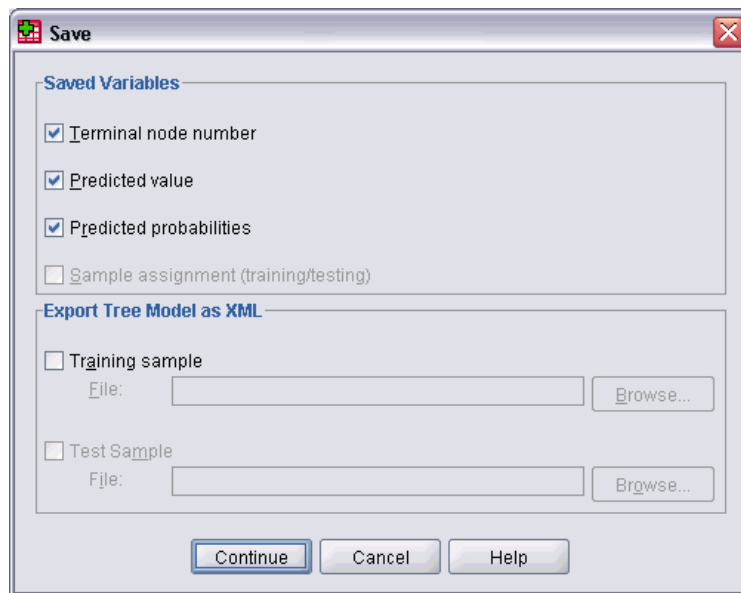 Save
Saved Variables
Terminal node number
Predicted value
Predicted probabilities
Sample assignment (training/testing)
Export Tree Model as XML
Training sample
File:
Browse...
Test Sample
File:
Browse...
Continue Cancel Help